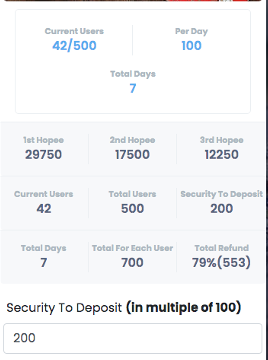 Current Users Per Day
42/500 100
Total Days
7
1st Hopee 2nd Hopee 3rd Hopee
29750 17500 12250
Current Users Total Users Security To Deposit
42 500 200
Total Days Total For Each User Total Refund
7 700 79%(553)
Security To Deposit (in multiple of 100)
200